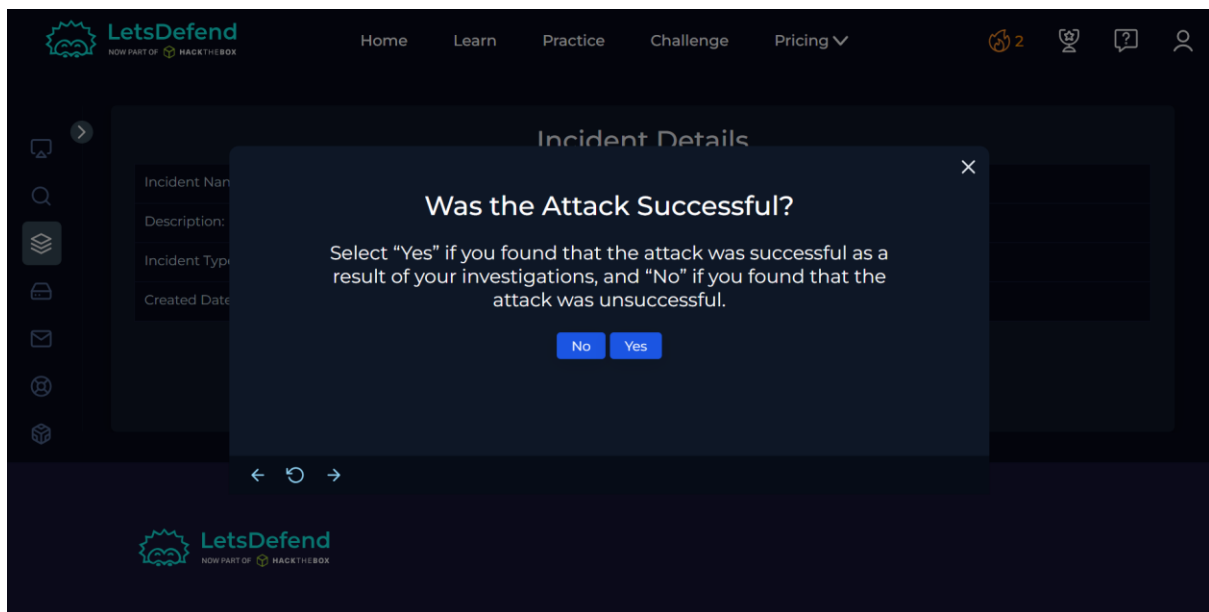 LetsDefend
NOW PART OF HACKTHEBOX
Home Learn Practice Challenge Pricing
2
Incident Details
Incident Nam
Description:
Incident Type
Created Date
Was the Attack Successful?
Select “Yes” if you found that the attack was successful as a
result of your investigations, and “No” if you found that the
attack was unsuccessful.
No Yes
LetsDefend
NOW PART OF HACKTHEBOX